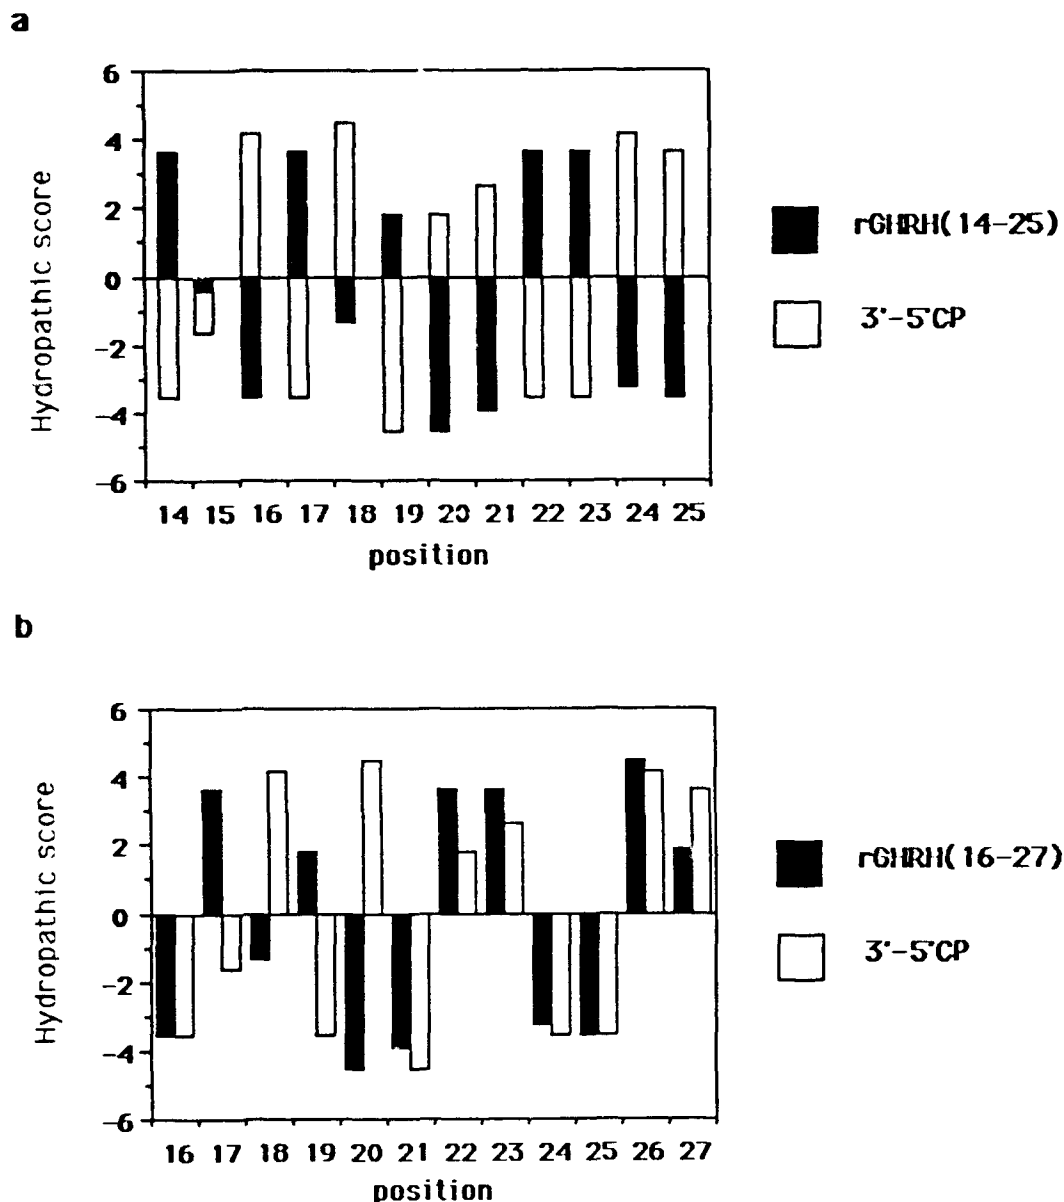 a
6
4
2
0
-2
-4
-6
Hydropathic score
14 15 16 17 18 19 20 21 22 23 24 25
position
rGHRH(14-25)
3'-5'CP
b
6
4
2
0
-2
-4
-6
Hydropathic score
16 17 18 19 20 21 22 23 24 25 26 27
position
rGHRH(16-27)
3'-5'CP